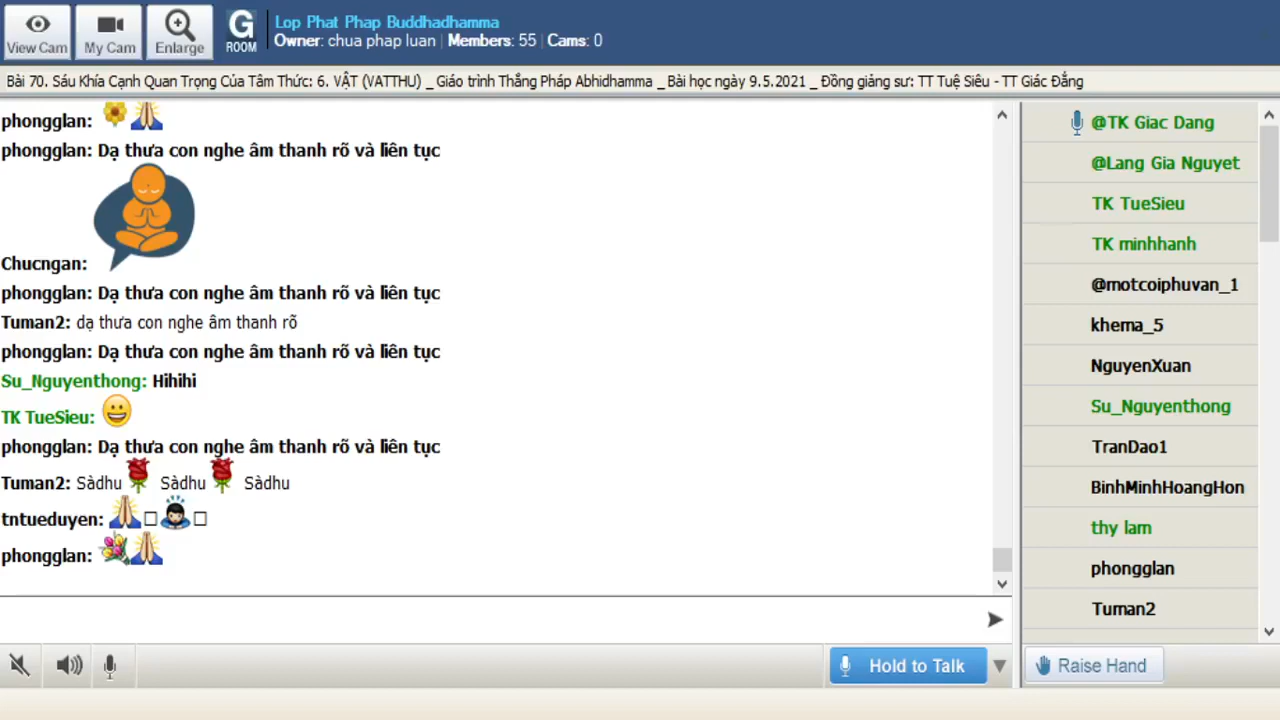 View Cam
My Cam
Enlarge
G
ROOM
Lop Phat Phap Buddhadhamma
Owner: chua phap luan | Members: 55 | Cams: 0
Bài 70. Sáu Khía Cạnh Quan Trọng Của Tâm Thức: 6. VẬT (VATTHU) _ Giáo trình Thắng Pháp Abhidhamma _ Bài học ngày 9.5.2021 _ Đồng giảng sư: TT Tuệ Siêu - TT Giác Đẳng
phongglan:
phongglan: Dạ thưa con nghe âm thanh rõ và liên tục
Chucngan:
phongglan: Dạ thưa con nghe âm thanh rõ và liên tục
Tuman2: dạ thưa con nghe âm thanh rõ
phongglan: Dạ thưa con nghe âm thanh rõ và liên tục
Su_Nguyenthong: Hihihi
TK TueSieu:
phongglan: Dạ thưa con nghe âm thanh rõ và liên tục
Tuman2: Sàdhu Sàdhu Sàdhu
tntueduyen:
phongglan:
@TK Giac Dang
@Lang Gia Nguyet
TK TueSieu
TK minhhanh
@motcoiphuvan_1
khema_5
NguyenXuan
Su_Nguyenthong
TranDao1
BinhMinhHoangHon
thy lam
phongglan
Tuman2
Hold to Talk
Raise Hand